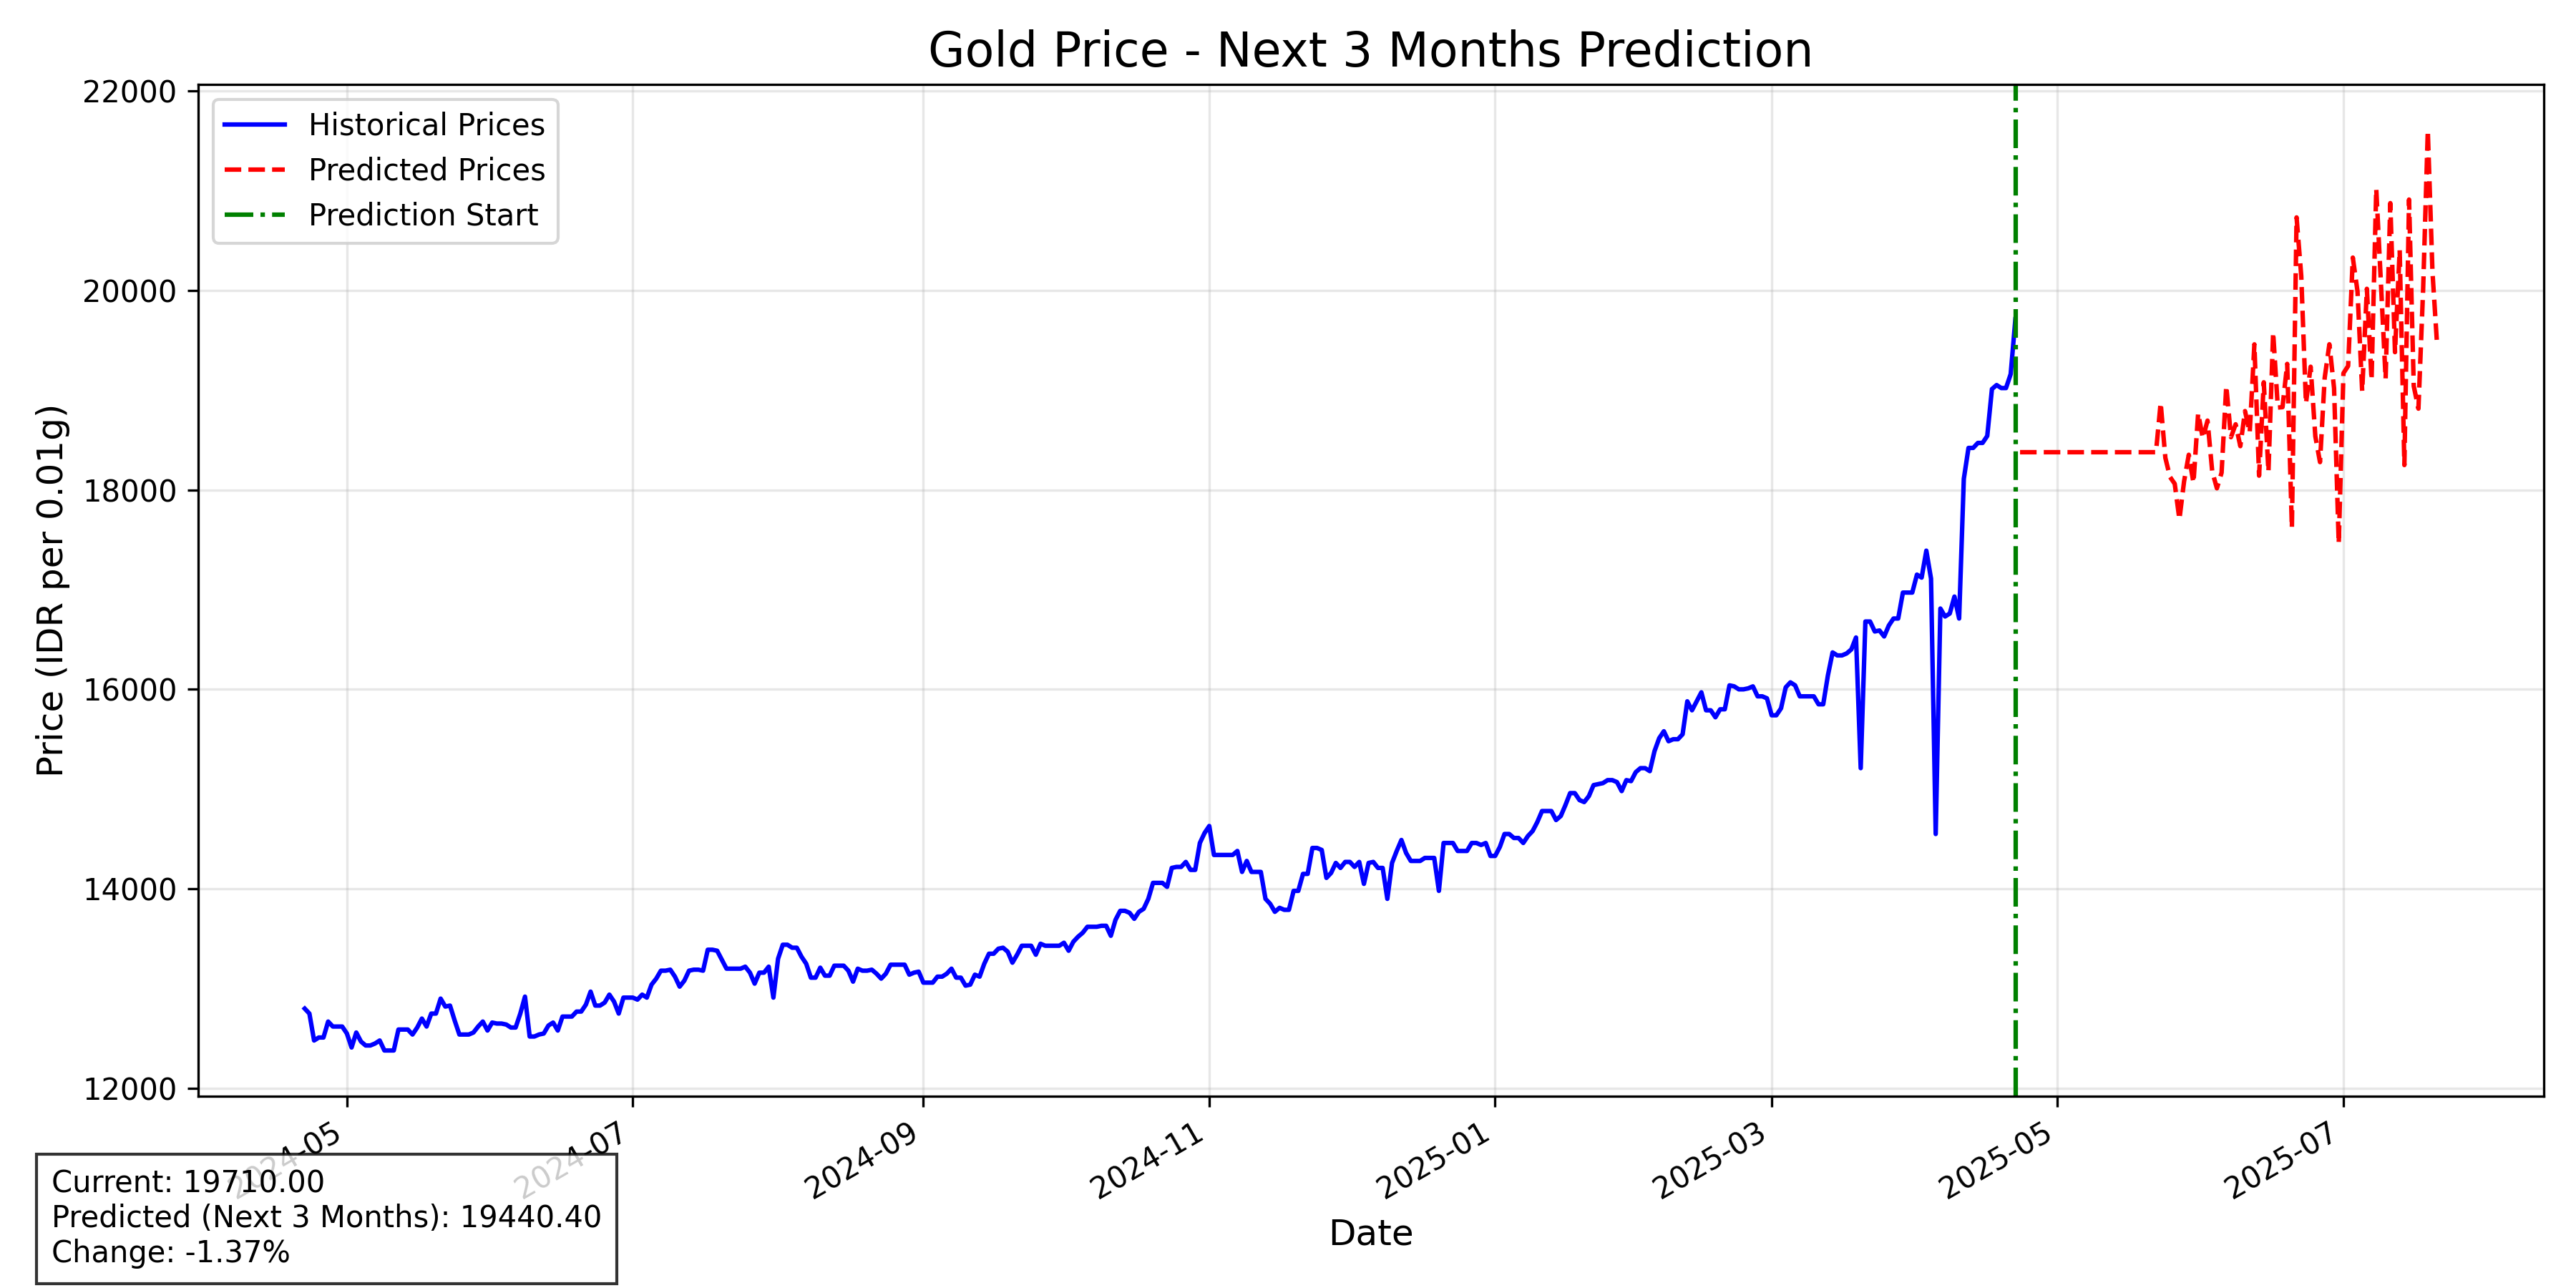 Gold Price - Next 3 Months Prediction
22000
20000
18000
16000
14000
12000
Price (IDR per 0.01g)
Historical Prices
Predicted Prices
Prediction Start
2024-05
2024-07
2024-09
2024-11
2025-01
2025-03
2025-05
2025-07
Date
Current: 19710.00
Predicted (Next 3 Months): 19440.40
Change: -1.37%